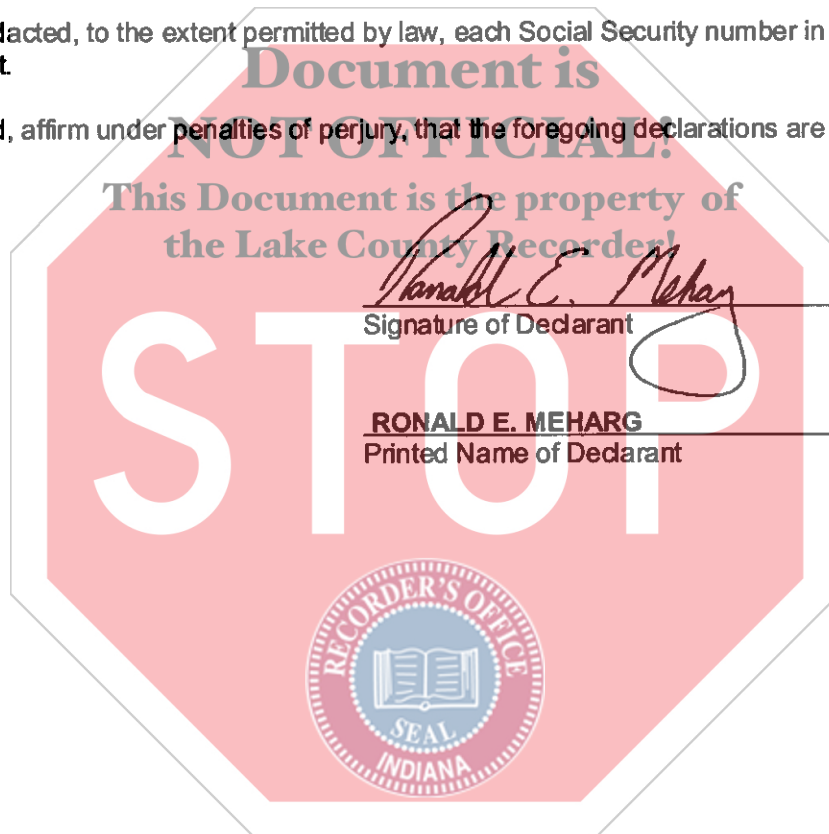 dacted, to the extent permitted by law, each Social Security number in
t.
Document is
d, affirm under penalties of perjury, that the foregoing declarations are
NOT OFFICIAL!
This Document is the property of
the Lake County Recorder!
Ronald E. Meharg
Signature of Declarant
STOP
RONALD E. MEHARG
Printed Name of Declarant
RECORDER'S OFFICE
SEAL
INDIANA